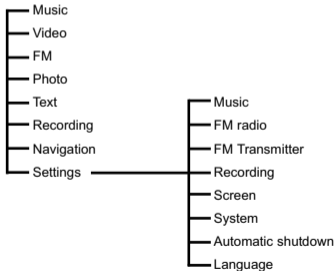 Music
Video
FM
Photo
Text
Recording
Navigation
Settings
Music
FM radio
FM Transmitter
Recording
Screen
System
Automatic shutdown
Language